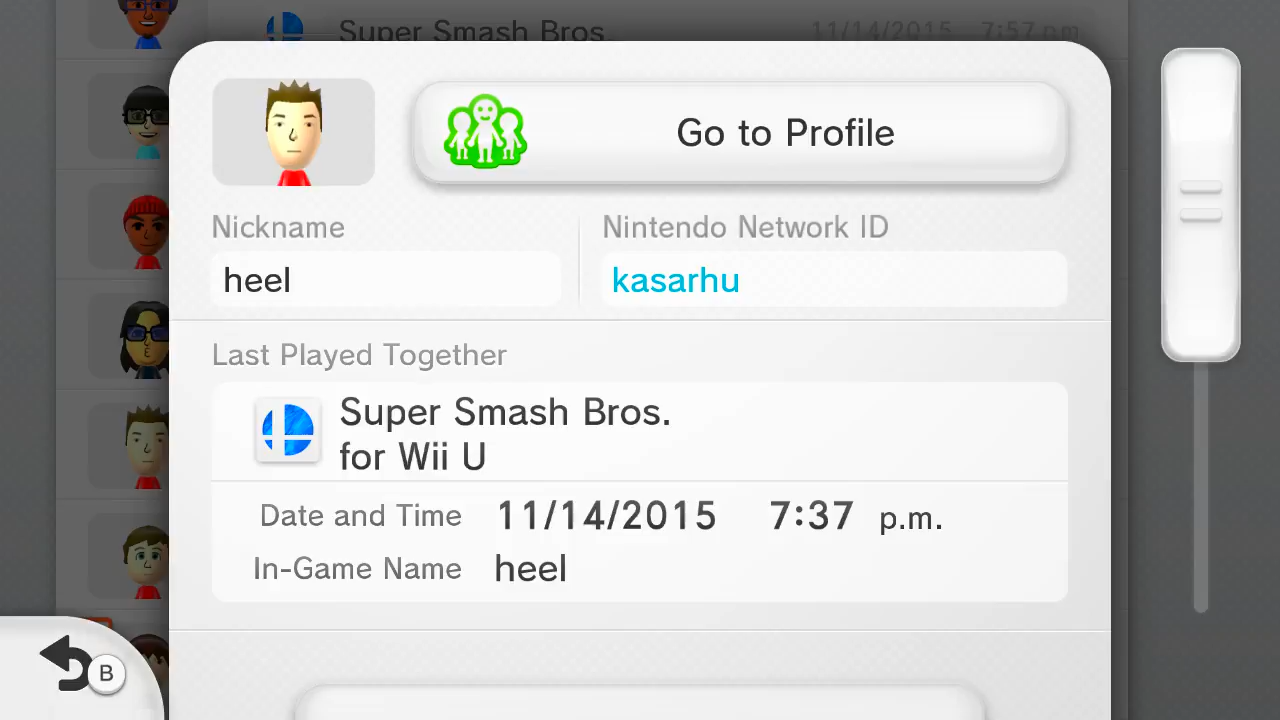 Super Smash Bros. 11/14/2015 7:57 p.m.
Go to Profile
Nickname
Nintendo Network ID
heel
kasarhu
Last Played Together
Super Smash Bros.
for Wii U
Date and Time 11/14/2015 7:37 p.m.
In-Game Name heel
B